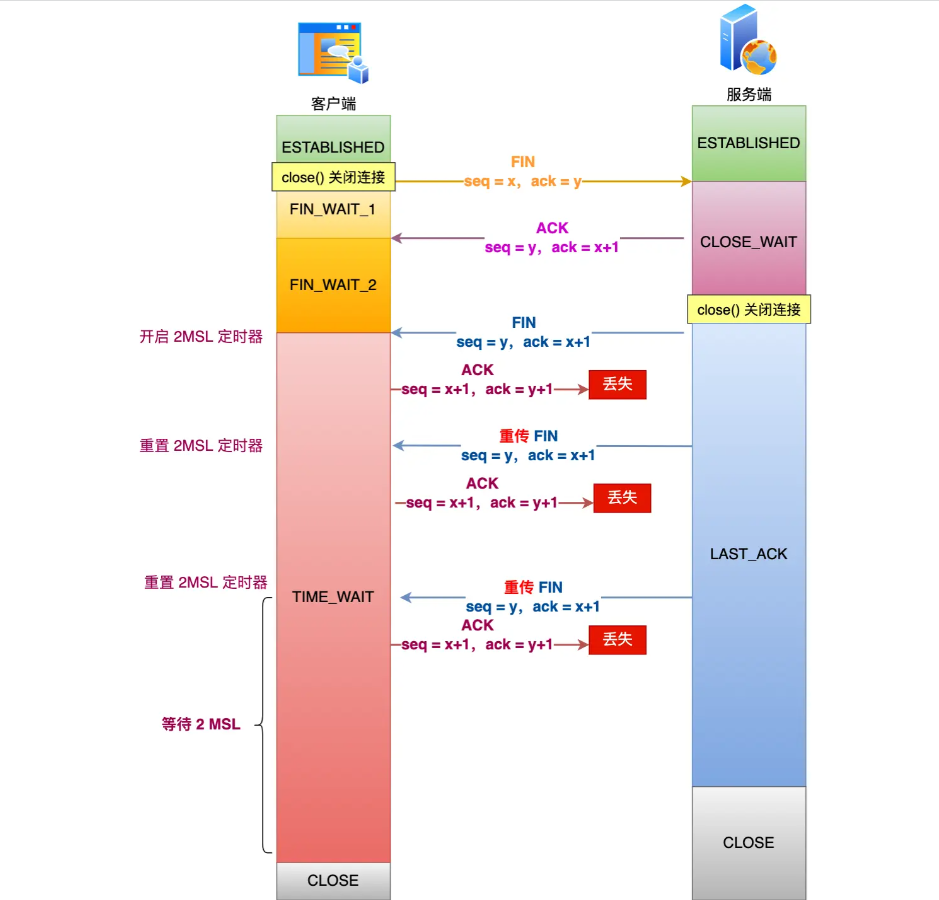 客户端
服务端
ESTABLISHED
ESTABLISHED
close() 关闭连接
FIN
seq = x，ack = y
FIN_WAIT_1
ACK
seq = y，ack = x+1
CLOSE_WAIT
FIN_WAIT_2
close() 关闭连接
开启 2MSL 定时器
FIN
seq = y，ack = x+1
ACK
seq = x+1，ack = y+1
丢失
重置 2MSL 定时器
重传 FIN
seq = y，ack = x+1
ACK
seq = x+1，ack = y+1
丢失
LAST_ACK
重置 2MSL 定时器
TIME_WAIT
重传 FIN
seq = y，ack = x+1
ACK
seq = x+1，ack = y+1
丢失
等待 2 MSL
CLOSE
CLOSE